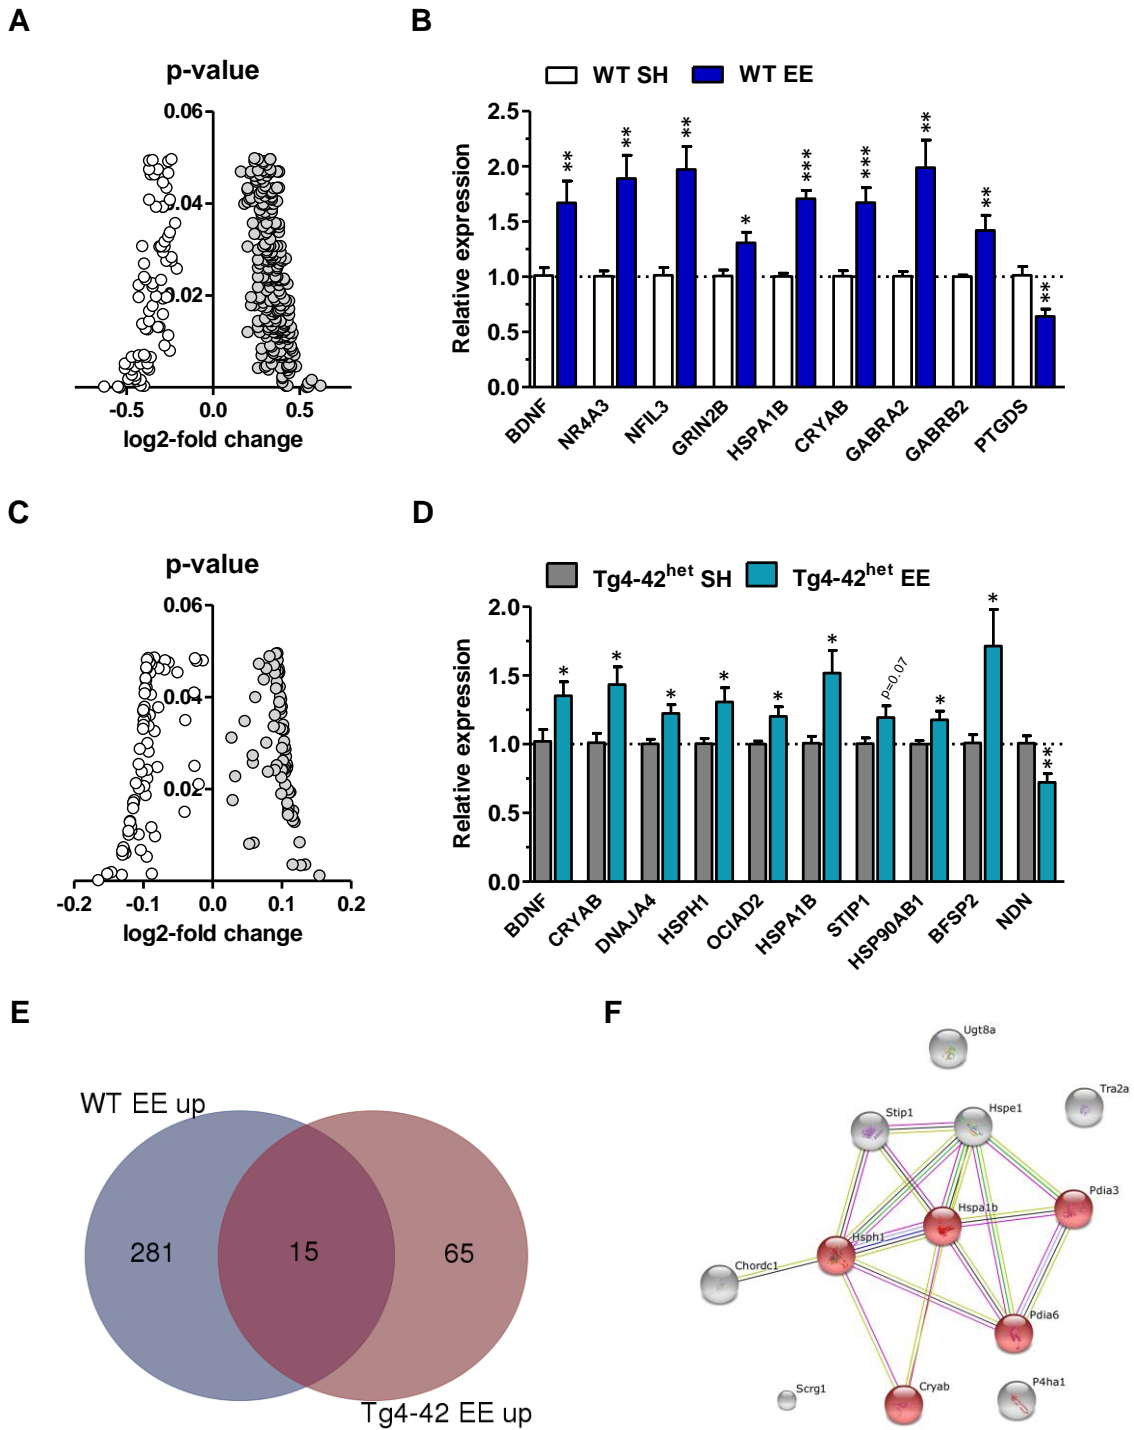 A
p-value
0.06
0.04
0.02
-0.5 0.0 0.5
log2-fold change
B
WT SH WT EE
Relative expression
2.5
2.0
1.5
1.0
0.5
0.0
** ** ** * *** *** ** ** **
BDNF NR4A3 NFIL3 GRIN2B HSPA1B CRYAB GABRA2 GABRB2 PTGDS
C
p-value
0.06
0.04
0.02
-0.2 -0.1 0.0 0.1 0.2
log2-fold change
D
Tg4-42het SH Tg4-42het EE
Relative expression
2.0
1.5
1.0
0.5
0.0
* * * * * * p=0.07 * * **
BDNF CRYAB DNAJA4 HSPH1 OCIAD2 HSPA1B STIP1 HSP90AB1 BFSP2 NDN
E
WT EE up
281 15 65
Tg4-42 EE up
F
Ugt8a
Tra2a
Stip1
Hspe1
Pdia3
Hspa1b
Hsph1
Chordc1
Pdia6
Scrg1
Cryab
P4ha1